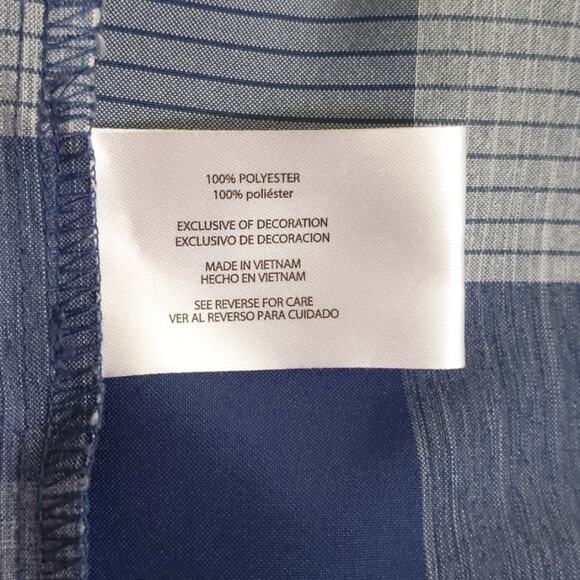 100% POLYESTER
100% poliéster
EXCLUSIVE OF DECORATION
EXCLUSIVO DE DECORACION
MADE IN VIETNAM
HECHO EN VIETNAM
SEE REVERSE FOR CARE
VER AL REVERSO PARA CUIDADO